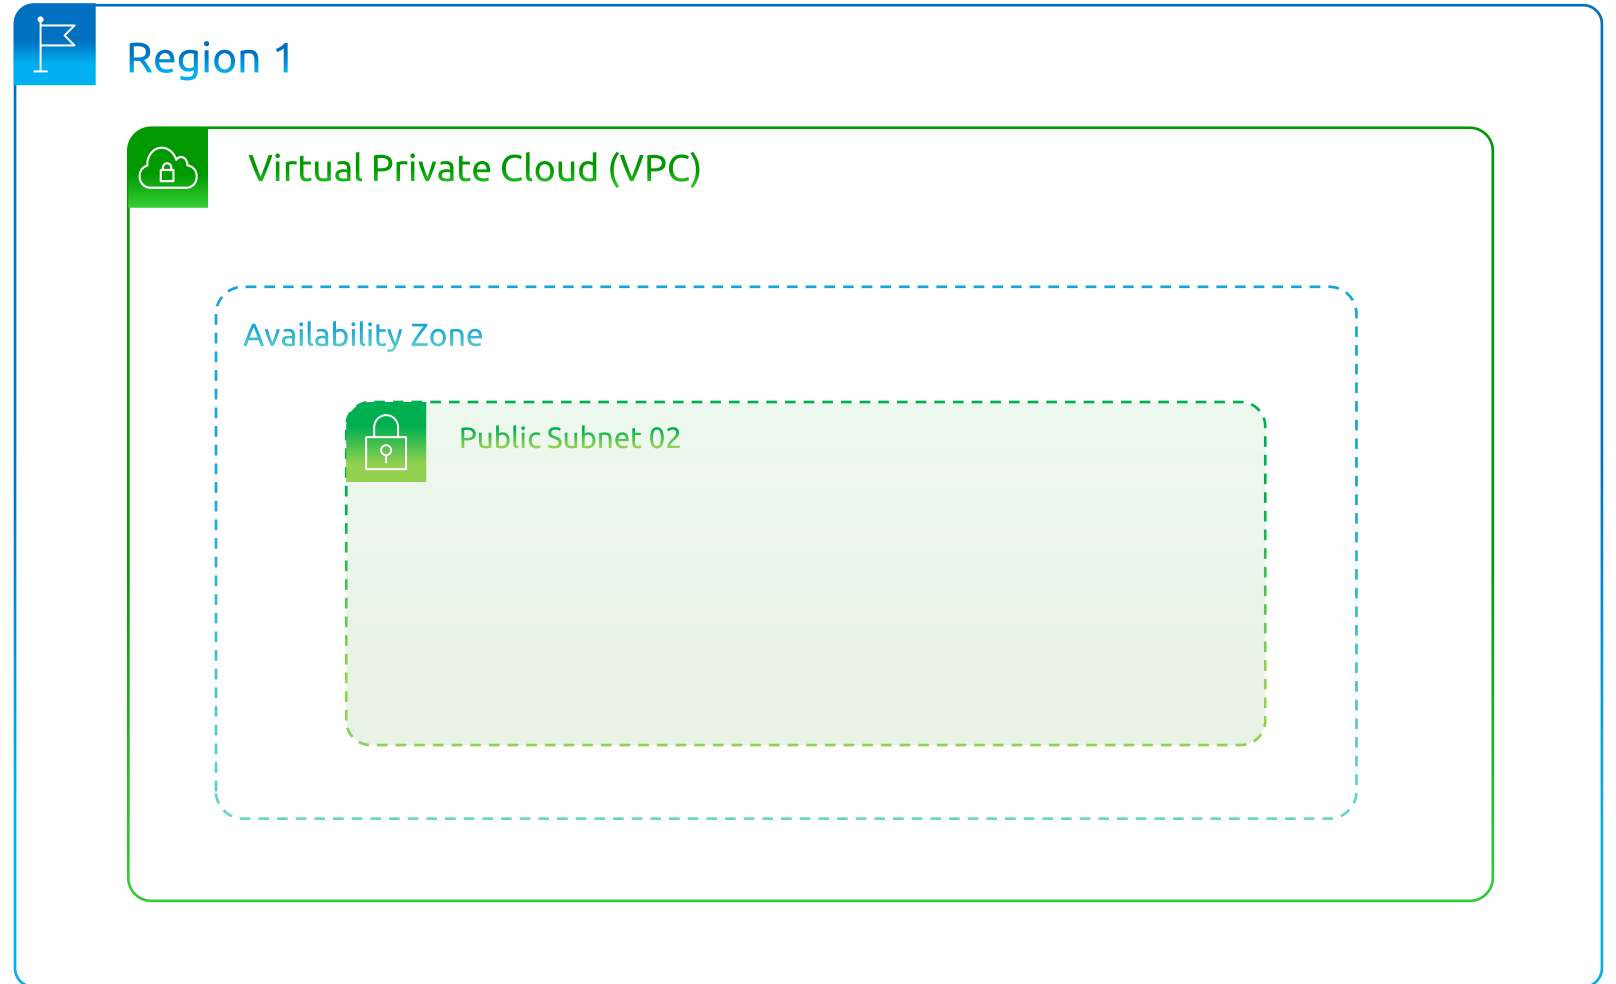 Region 1
Virtual Private Cloud (VPC)
Availability Zone
Public Subnet 02